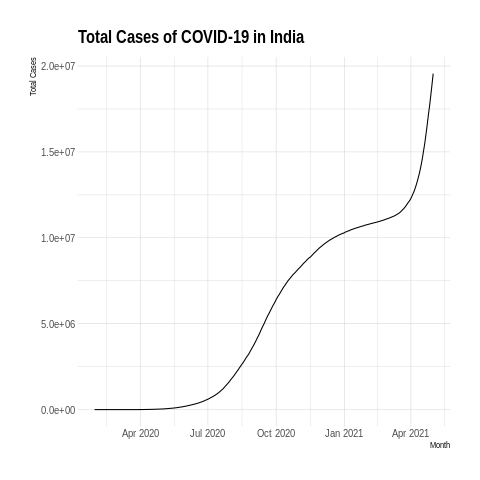 Total Cases of COVID-19 in India
Total Cases
2.0e+07
1.5e+07
1.0e+07
5.0e+06
0.0e+00
Apr 2020 Jul 2020 Oct 2020 Jan 2021 Apr 2021
Month